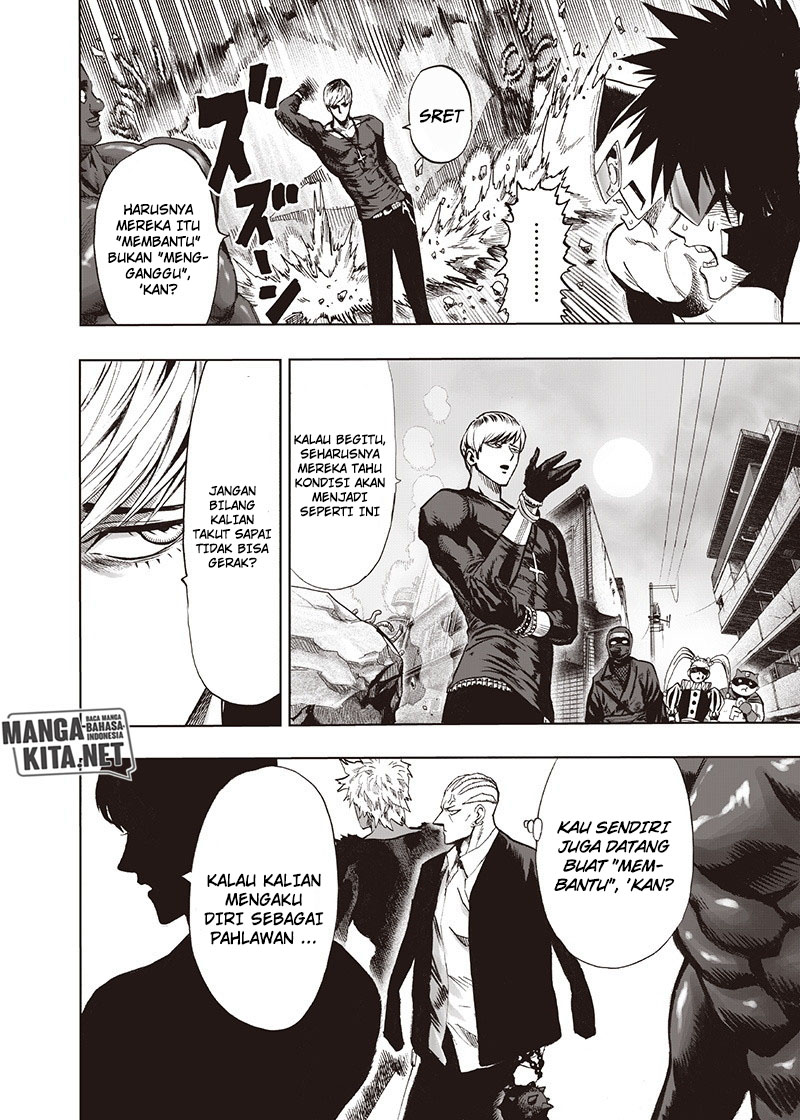 SRET
............
ズズ...ン
HARUSNYA
MEREKA ITU
"MEMBANTU"
BUKAN "MENG-
GANGGU",
'KAN?
KALAU BEGITU,
SEHARUSNYA
MEREKA TAHU
KONDISI AKAN
MENJADI
SEPERTI INI
JANGAN
BILANG
KALIAN
TAKUT SAPAI
TIDAK BISA
GERAK?
MANGA
KITA.NET
BACA MANGA
BAHASA
INDONESIA
KAU SENDIRI
JUGA DATANG
BUAT "MEM-
BANTU", 'KAN?
KALAU KALIAN
MENGAKU
DIRI SEBAGAI
PAHLAWAN ...